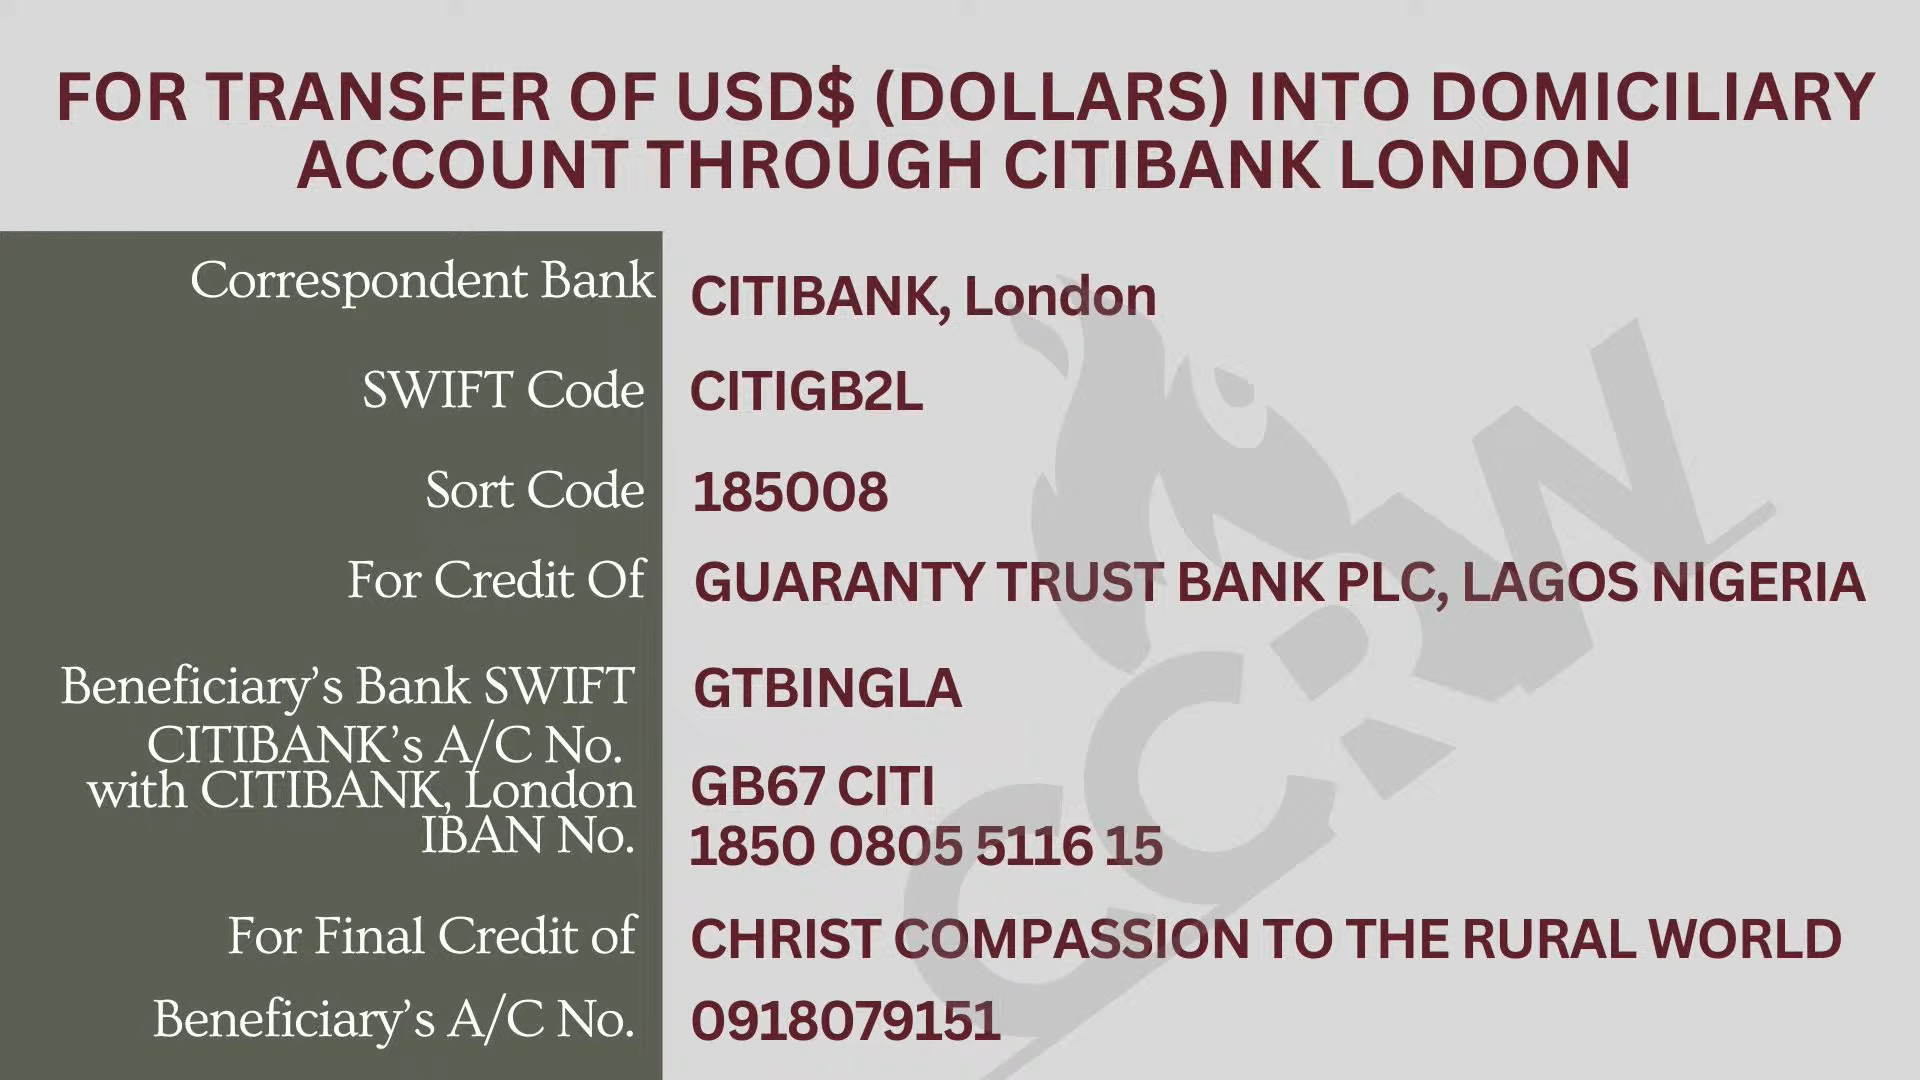 FOR TRANSFER OF USD$ (DOLLARS) INTO DOMICILIARY
ACCOUNT THROUGH CITIBANK LONDON
Correspondent Bank CITIBANK, London
SWIFT Code CITIGB2L
Sort Code 185008
For Credit Of GUARANTY TRUST BANK PLC, LAGOS NIGERIA
Beneficiary's Bank SWIFT GTBINGLA
CITIBANK's A/C No.
with CITIBANK, London GB67 CITI
IBAN No. 1850 0805 5116 15
For Final Credit of CHRIST COMPASSION TO THE RURAL WORLD
Beneficiary's A/C No. 0918079151
CCRW